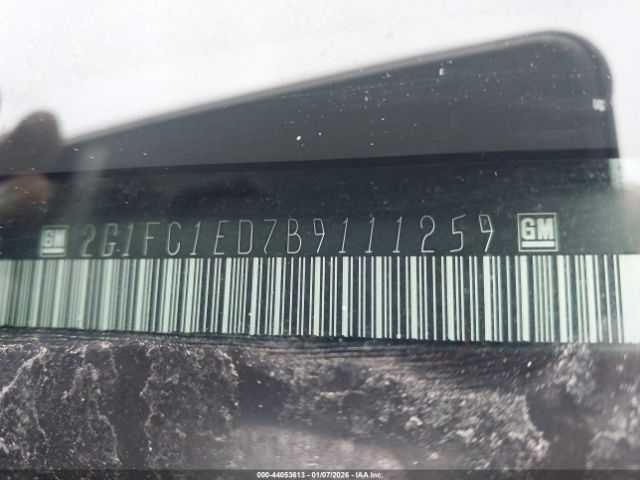 GM 2G1FC1ED7B9111259 GM
000-44053613 - 01/07/2026 - IAA Inc.